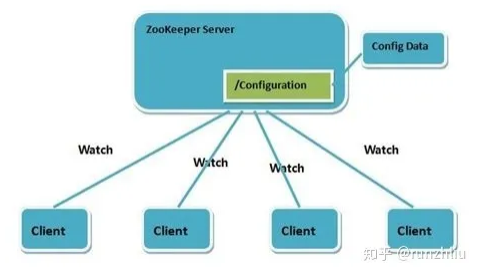 ZooKeeper Server
Config Data
/Configuration
Watch
Watch
Watch
Watch
Client
Client
Client
Client
知乎 @runzhliu